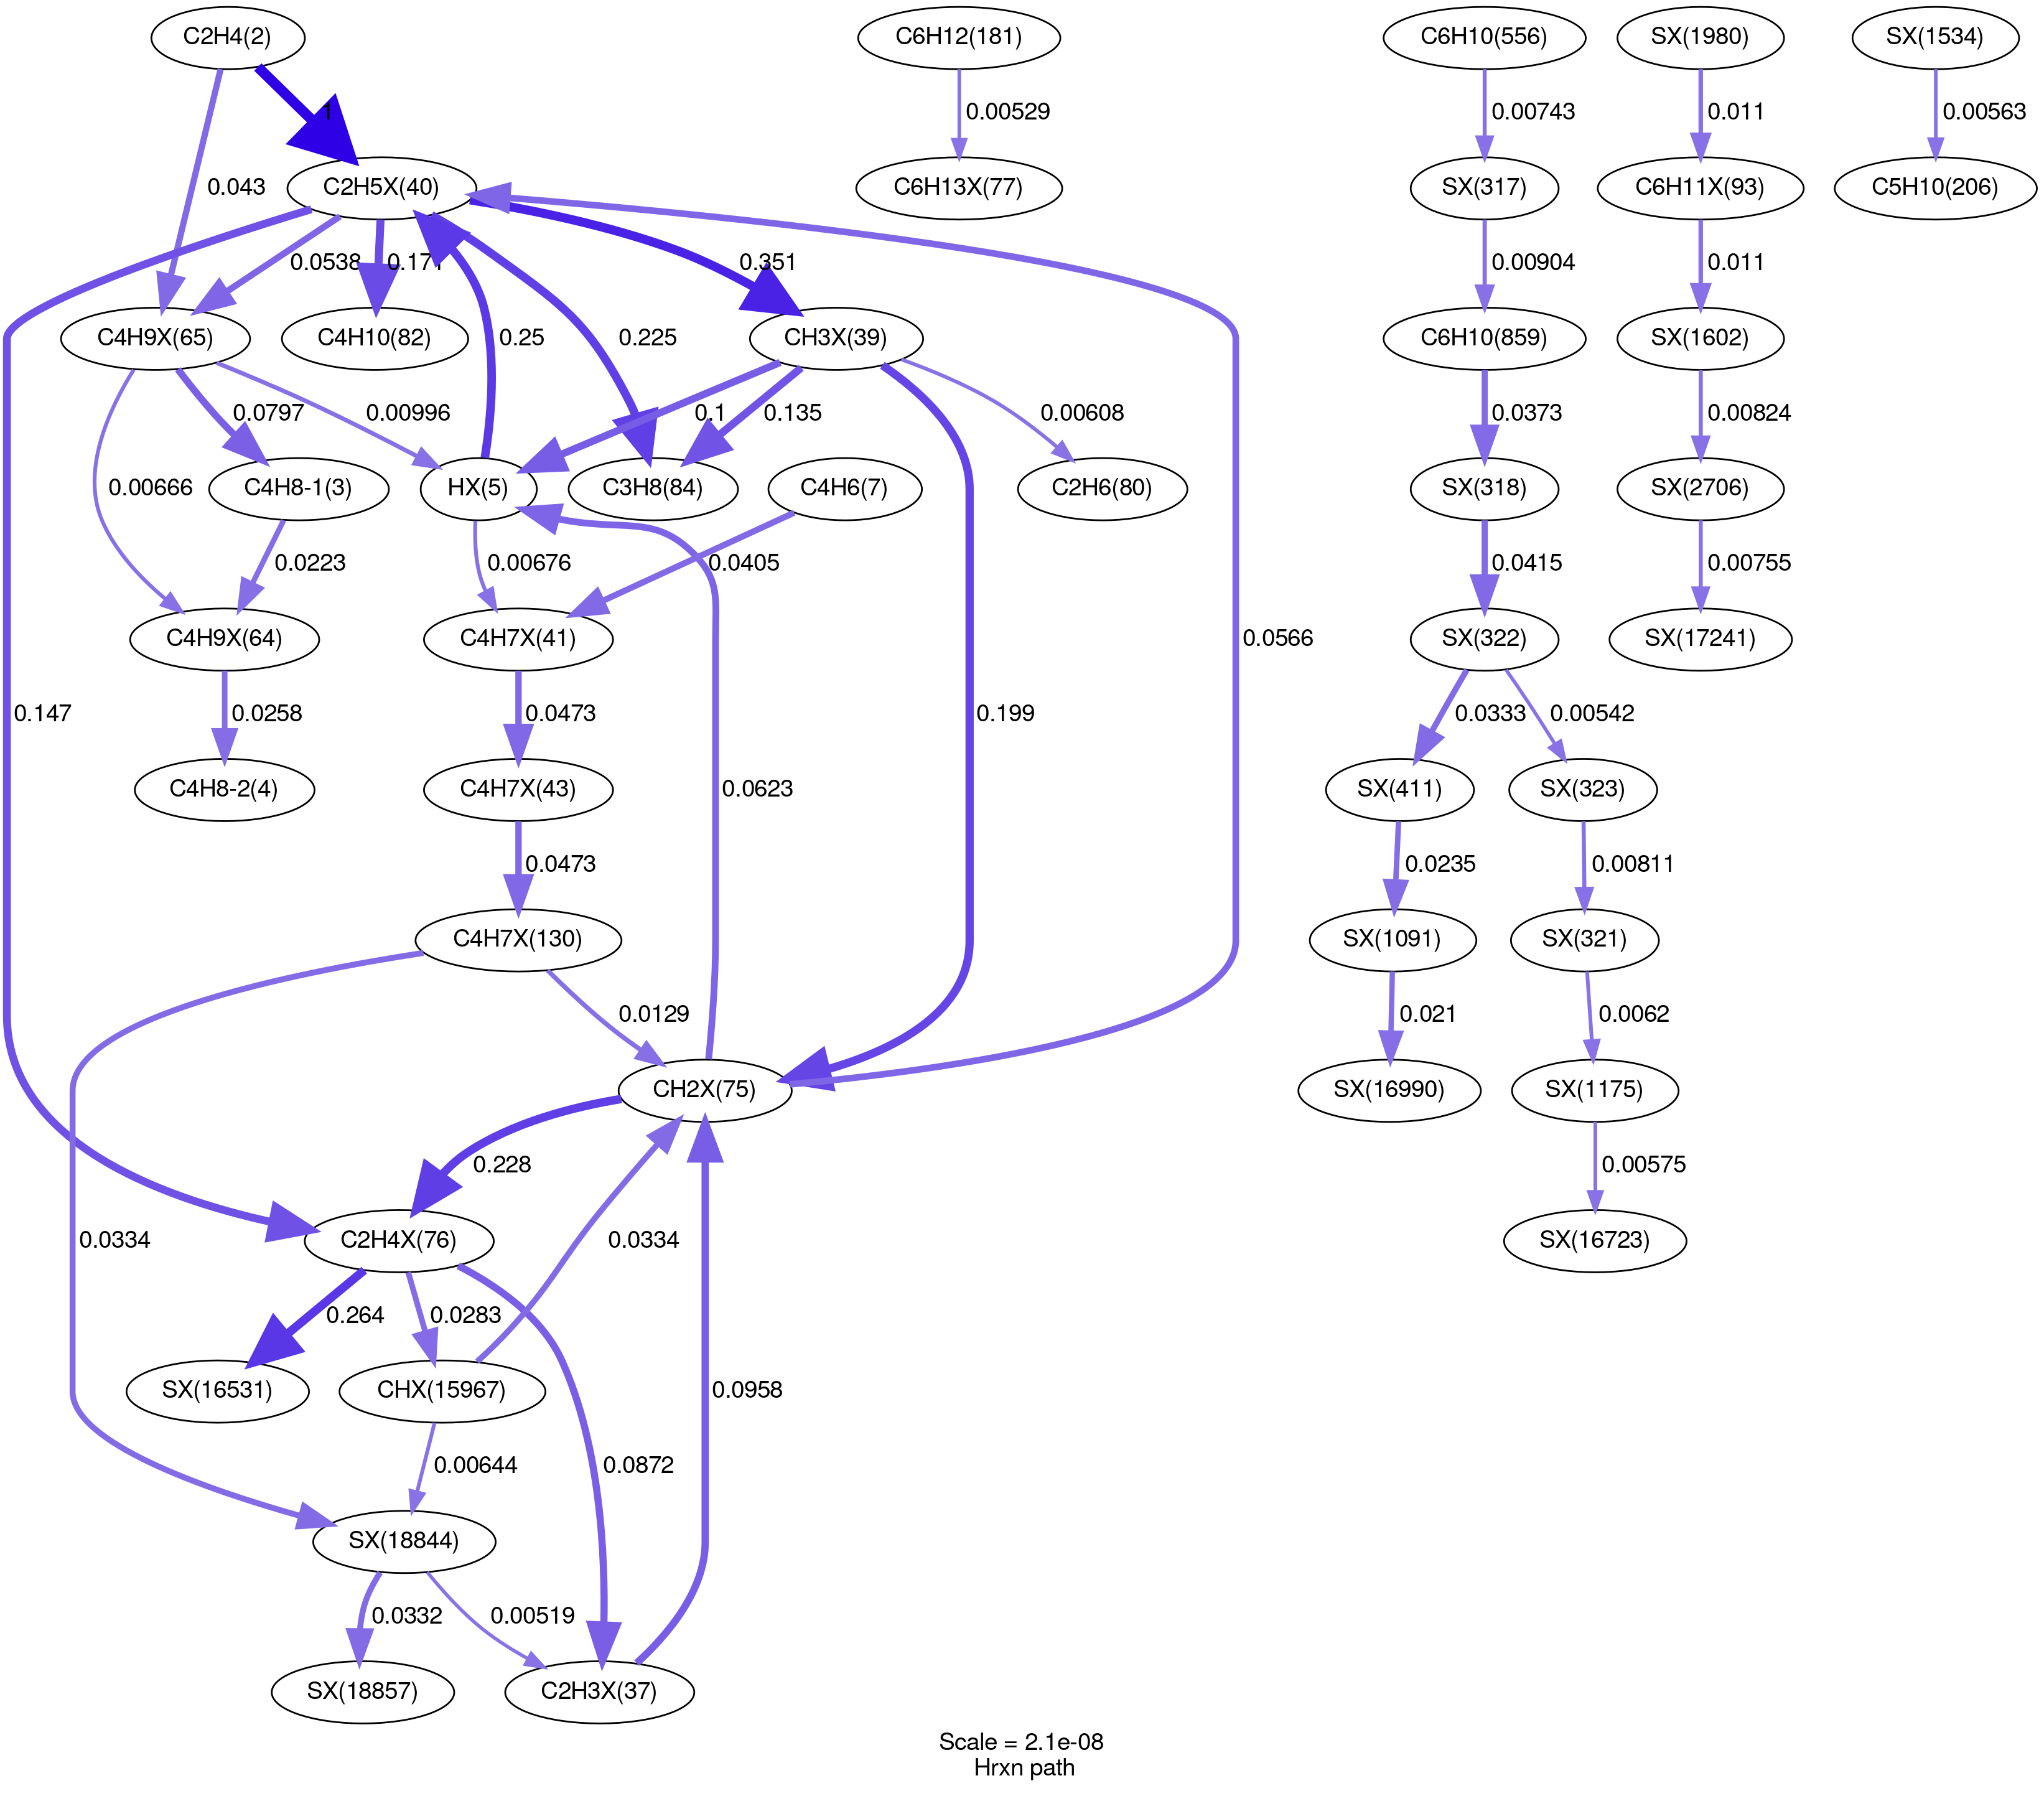 C2H4(2)
C6H12(181)
C6H10(556)
SX(1980)
SX(1534)
1
0.043
0.00529
0.00743
0.011
0.00563
C2H5X(40)
C6H13X(77)
SX(317)
C6H11X(93)
C5H10(206)
0.0538
0.171
0.25
0.225
0.351
0.00904
0.011
C4H9X(65)
C4H10(82)
CH3X(39)
C6H10(859)
SX(1602)
0.00666
0.0797
0.00996
0.1
0.135
0.00608
0.0373
0.00824
C4H8-1(3)
HX(5)
C3H8(84)
C4H6(7)
C2H6(80)
SX(318)
SX(2706)
0.0223
0.00676
0.0405
0.0415
0.00755
C4H9X(64)
C4H7X(41)
0.0566
SX(322)
SX(17241)
0.147
0.0258
0.0473
0.199
0.0333
0.00542
C4H8-2(4)
C4H7X(43)
0.0623
SX(411)
SX(323)
0.0473
0.0235
0.00811
C4H7X(130)
SX(1091)
SX(321)
0.0129
0.021
0.0062
CH2X(75)
SX(16990)
SX(1175)
0.228
0.00575
0.0334
C2H4X(76)
0.0334
SX(16723)
0.264
0.0283
SX(16531)
CHX(15967)
0.0958
0.00644
0.0872
SX(18844)
0.0332
0.00519
SX(18857)
C2H3X(37)
Scale = 2.1e-08
Hrxn path